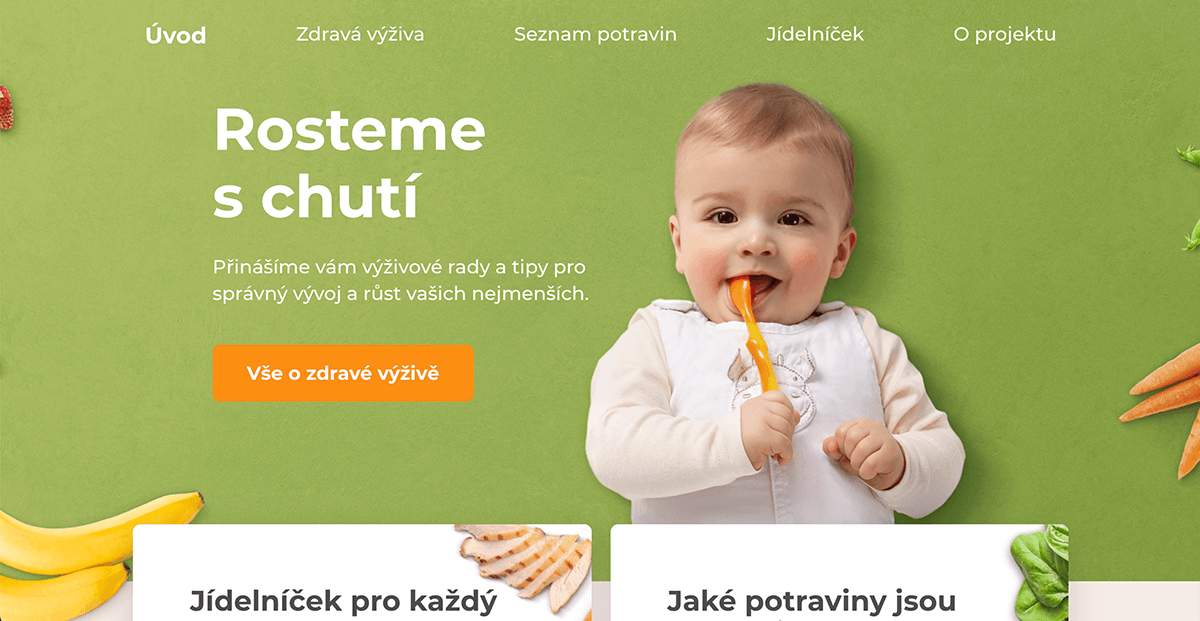 Úvod
Zdravá výživa
Seznam potravin
Jídelníček
O projektu
Rosteme
s chutí
Přinášíme vám výživové rady a tipy pro
správný vývoj a růst vašich nejmenších.
Vše o zdravé výživě
Jídelníček pro každý
Jaké potraviny jsou